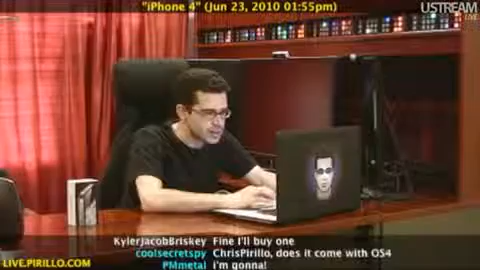 "iPhone 4" (Jun 23, 2010 01:55pm)
USTREAM
LIVE
KylerJacobBriskey Fine I'll buy one
coolsecretspy ChrisPirillo, does it come with OS4
LIVE.PIRILLO.COM PMmetal i'm gonna!